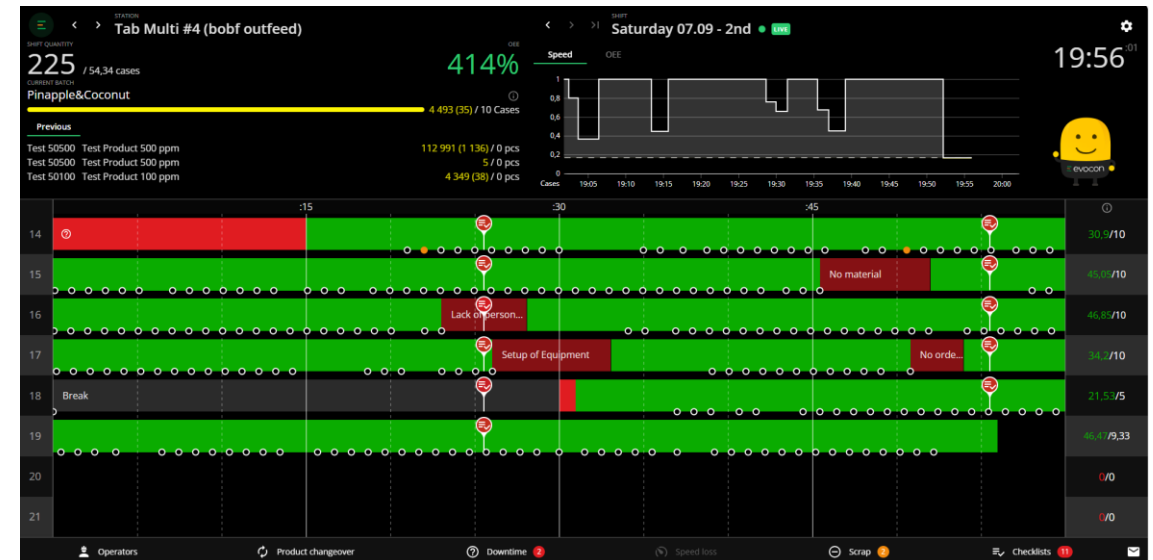 STATION
Tab Multi #4 (bobf outfeed)
SHIFT QUANTITY
OEE
225 / 54,34 cases
414%
CURRENT BATCH
Pinapple&Coconut
4 493 (35) / 10 Cases
Previous
Test 50500 Test Product 500 ppm 112 991 (1 136) / 0 pcs
Test 50500 Test Product 500 ppm 5 / 0 pcs
Test 50100 Test Product 100 ppm 4 349 (38) / 0 pcs
SHIFT
Saturday 07.09 - 2nd LIVE
Speed OEE
19:56 :01
1
0,8
0,6
0,4
0,2
0
Cases 19:05 19:10 19:15 19:20 19:25 19:30 19:35 19:40 19:45 19:50 19:55 20:00
evocon
:15 :30 :45
14 30,9/10
15 No material 45,05/10
16 Lack of person... 46,85/10
17 Setup of Equipment No orde... 34,2/10
18 Break 21,53/5
19 46,47/9,33
20 0/0
21 0/0
Operators Product changeover Downtime 2 Speed loss Scrap 2 Checklists 11